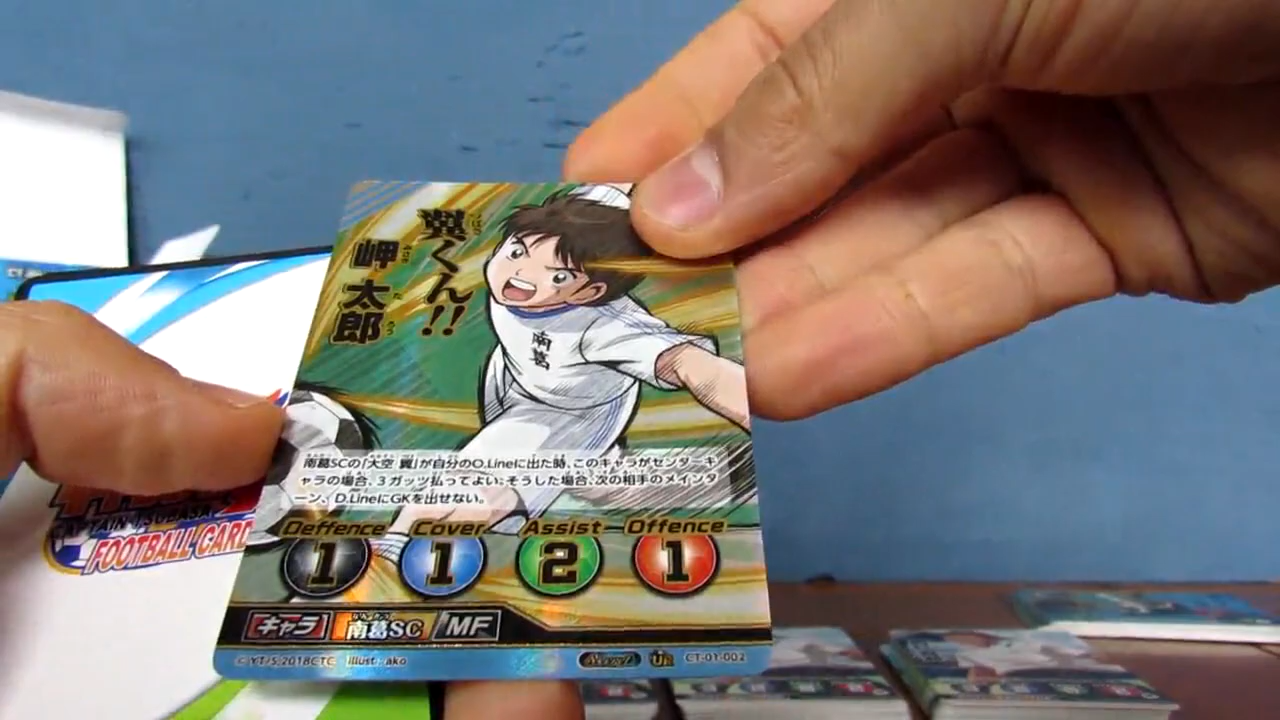 翼くん!!
岬 太郎
南葛
南葛SCの「大空 翼」が自分のO.Lineに出た時、このキャラがセンターキ
ャラの場合、3ガッツ払ってよい。そうした場合、次の相手のメインタ
ーン、D.LineにGKを出せない。
Deffence Cover Assist Offence
1 1 2 1
キャラ 南葛SC MF
© YT/S,2018CTC Illust : ako
UR CT-01-002
CAPTAIN TSUBASA
FOOTBALL CARD